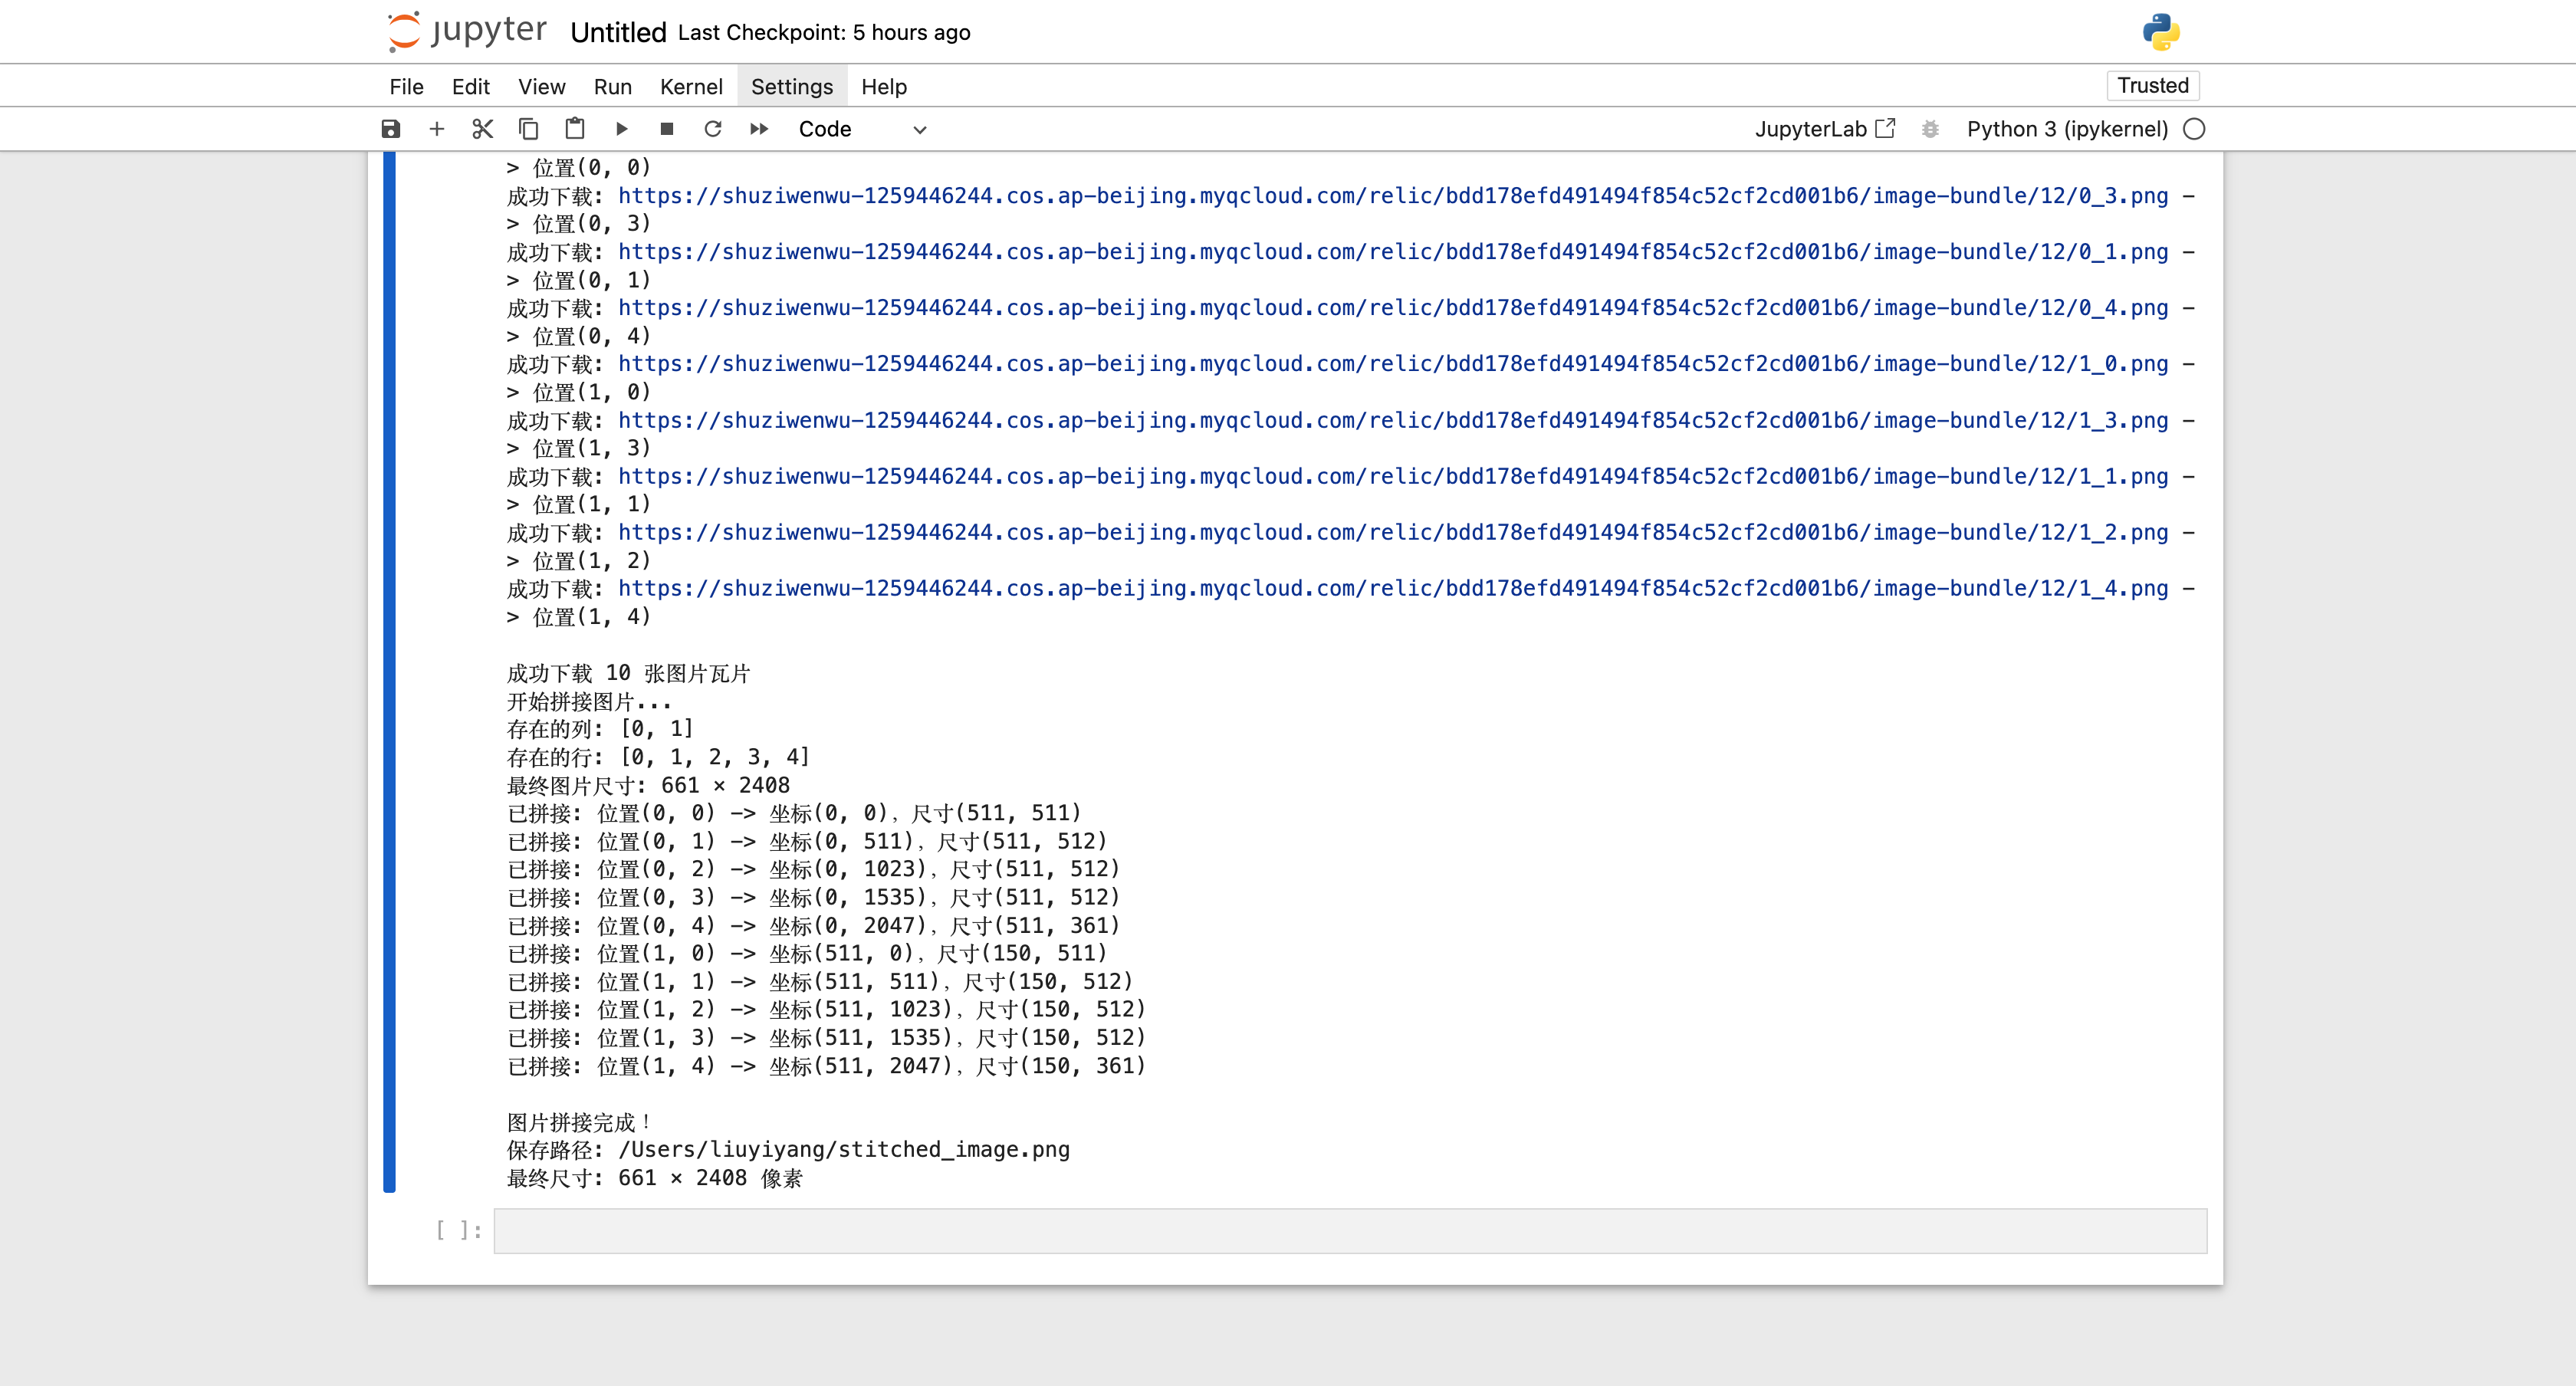 jupyter Untitled Last Checkpoint: 5 hours ago
File Edit View Run Kernel Settings Help Trusted
Code JupyterLab Python 3 (ipykernel)
> 位置(0, 0)
成功下载: https://shuziwenwu-1259446244.cos.ap-beijing.myqcloud.com/relic/bdd178efd491494f854c52cf2cd001b6/image-bundle/12/0_3.png -
> 位置(0, 3)
成功下载: https://shuziwenwu-1259446244.cos.ap-beijing.myqcloud.com/relic/bdd178efd491494f854c52cf2cd001b6/image-bundle/12/0_1.png -
> 位置(0, 1)
成功下载: https://shuziwenwu-1259446244.cos.ap-beijing.myqcloud.com/relic/bdd178efd491494f854c52cf2cd001b6/image-bundle/12/0_4.png -
> 位置(0, 4)
成功下载: https://shuziwenwu-1259446244.cos.ap-beijing.myqcloud.com/relic/bdd178efd491494f854c52cf2cd001b6/image-bundle/12/1_0.png -
> 位置(1, 0)
成功下载: https://shuziwenwu-1259446244.cos.ap-beijing.myqcloud.com/relic/bdd178efd491494f854c52cf2cd001b6/image-bundle/12/1_3.png -
> 位置(1, 3)
成功下载: https://shuziwenwu-1259446244.cos.ap-beijing.myqcloud.com/relic/bdd178efd491494f854c52cf2cd001b6/image-bundle/12/1_1.png -
> 位置(1, 1)
成功下载: https://shuziwenwu-1259446244.cos.ap-beijing.myqcloud.com/relic/bdd178efd491494f854c52cf2cd001b6/image-bundle/12/1_2.png -
> 位置(1, 2)
成功下载: https://shuziwenwu-1259446244.cos.ap-beijing.myqcloud.com/relic/bdd178efd491494f854c52cf2cd001b6/image-bundle/12/1_4.png -
> 位置(1, 4)
成功下载 10 张图片瓦片
开始拼接图片...
存在的列: [0, 1]
存在的行: [0, 1, 2, 3, 4]
最终图片尺寸: 661 × 2408
已拼接: 位置(0, 0) -> 坐标(0, 0)，尺寸(511, 511)
已拼接: 位置(0, 1) -> 坐标(0, 511)，尺寸(511, 512)
已拼接: 位置(0, 2) -> 坐标(0, 1023)，尺寸(511, 512)
已拼接: 位置(0, 3) -> 坐标(0, 1535)，尺寸(511, 512)
已拼接: 位置(0, 4) -> 坐标(0, 2047)，尺寸(511, 361)
已拼接: 位置(1, 0) -> 坐标(511, 0)，尺寸(150, 511)
已拼接: 位置(1, 1) -> 坐标(511, 511)，尺寸(150, 512)
已拼接: 位置(1, 2) -> 坐标(511, 1023)，尺寸(150, 512)
已拼接: 位置(1, 3) -> 坐标(511, 1535)，尺寸(150, 512)
已拼接: 位置(1, 4) -> 坐标(511, 2047)，尺寸(150, 361)
图片拼接完成！
保存路径: /Users/liuyiyang/stitched_image.png
最终尺寸: 661 × 2408 像素
[ ]: